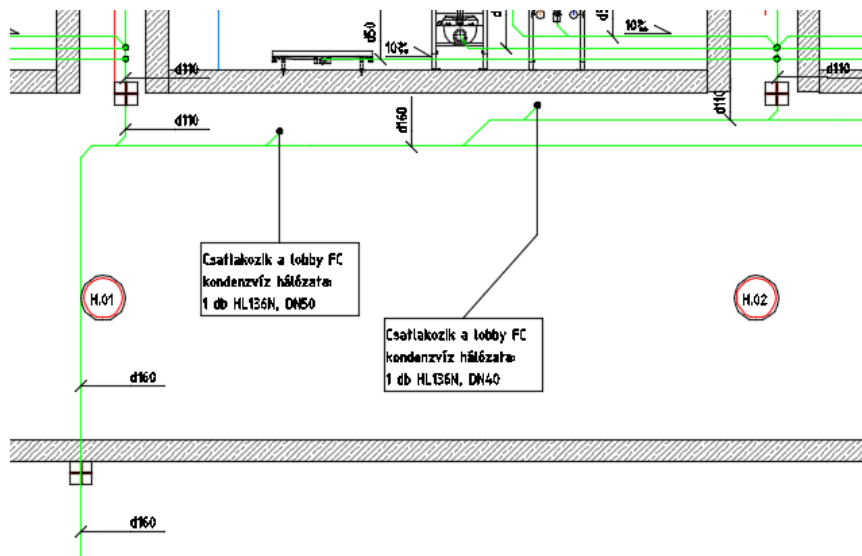 d50
d
10‰
10‰
d110
d110
d110
d110
d160
Csatlakozik a lobby FC
kondenzvíz hálózata:
1 db HL136N, DN50
H.01
H.02
Csatlakozik a lobby FC
kondenzvíz hálózata:
1 db HL136N, DN40
d160
d160